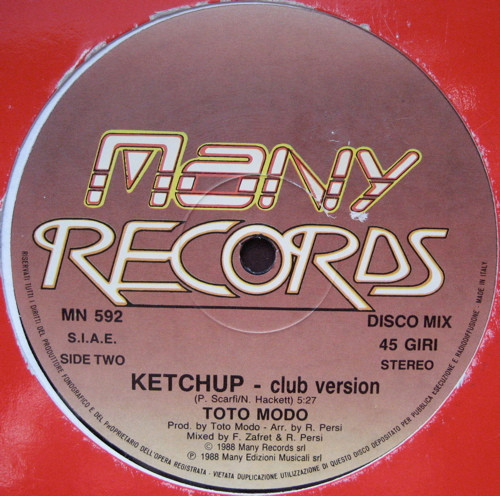 MANY
RECORDS
MN 592
S.I.A.E.
SIDE TWO
DISCO MIX
45 GIRI
STEREO
KETCHUP - club version
(P. Scarfi/N. Hackett) 5:27
TOTO MODO
Prod. by Toto Modo - Arr. by R. Persi
Mixed by F. Zafret & R. Persi
© 1988 Many Records srl
℗ 1988 Many Edizioni Musicali srl
RISERVATI TUTTI I DIRITTI DEL PRODUTTORE FONOGRAFICO E DEL PROPRIETARIO DELL'OPERA REGISTRATA - VIETATA DUPLICAZIONE UTILIZZAZIONE DI QUESTO DISCO DEPOSITATO PER PUBBLICA ESECUZIONE E RADIODIFFUSIONE - MADE IN ITALY